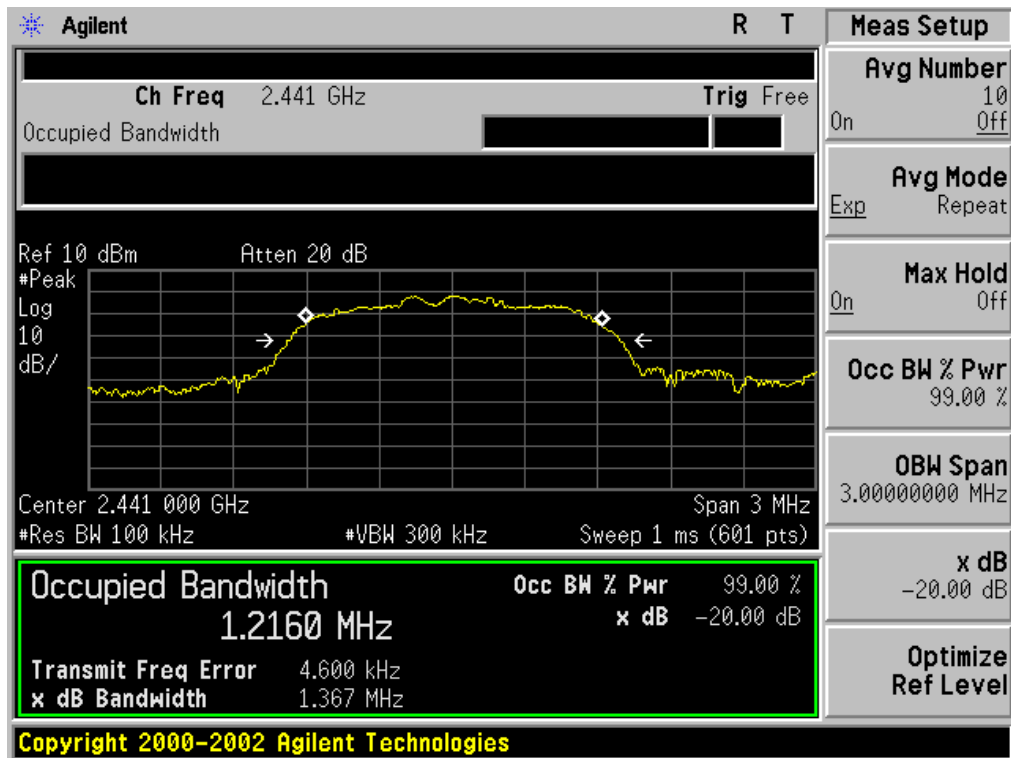 Agilent R T Meas Setup
Ch Freq 2.441 GHz Trig Free
Occupied Bandwidth
Ref 10 dBm Atten 20 dB
#Peak
Log
10
dB/
Center 2.441 000 GHz Span 3 MHz
#Res BW 100 kHz #VBW 300 kHz Sweep 1 ms (601 pts)
Occupied Bandwidth Occ BW % Pwr 99.00 %
1.2160 MHz x dB -20.00 dB
Transmit Freq Error 4.600 kHz
x dB Bandwidth 1.367 MHz
Avg Number
10
On Off
Avg Mode
Exp Repeat
Max Hold
On Off
Occ BW % Pwr
99.00 %
OBW Span
3.00000000 MHz
x dB
-20.00 dB
Optimize
Ref Level
Copyright 2000-2002 Agilent Technologies